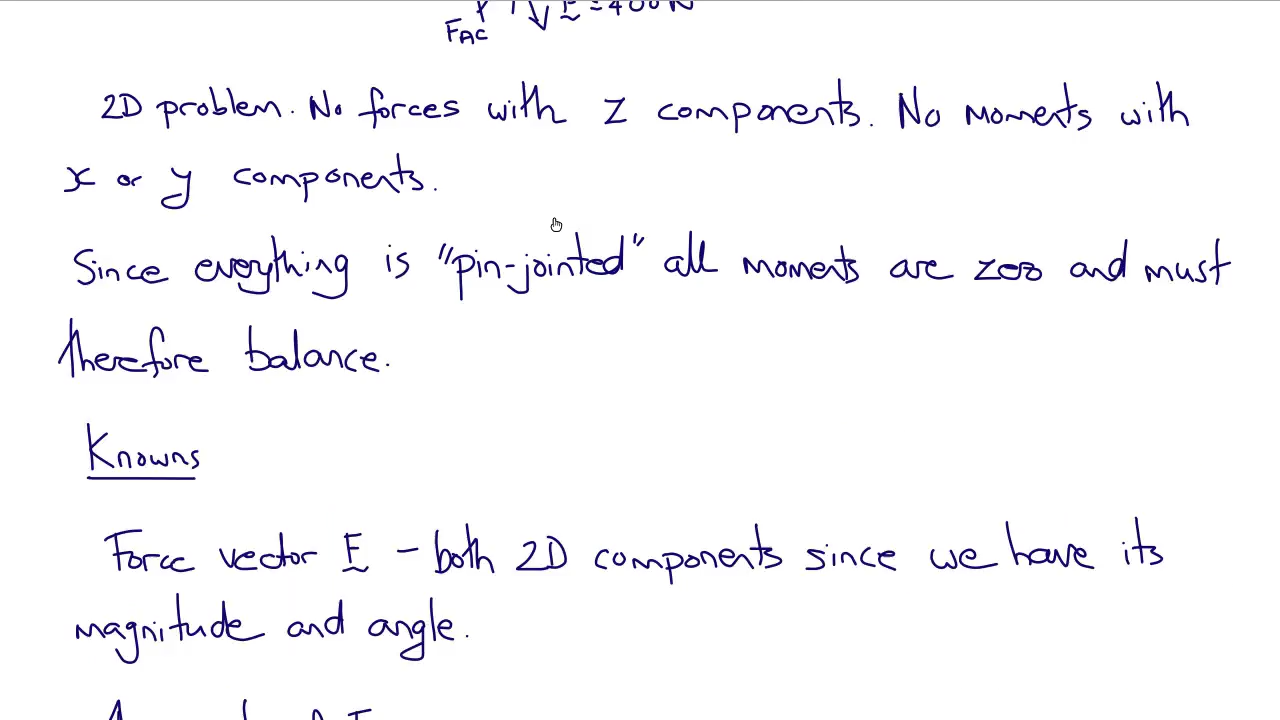 FAC F = 400 N
2D problem. No forces with z components. No moments with
x or y components.
Since everything is "pin-jointed" all moments are zero and must
therefore balance.
Knowns
Force vector F - both 2D components since we have its
magnitude and angle.